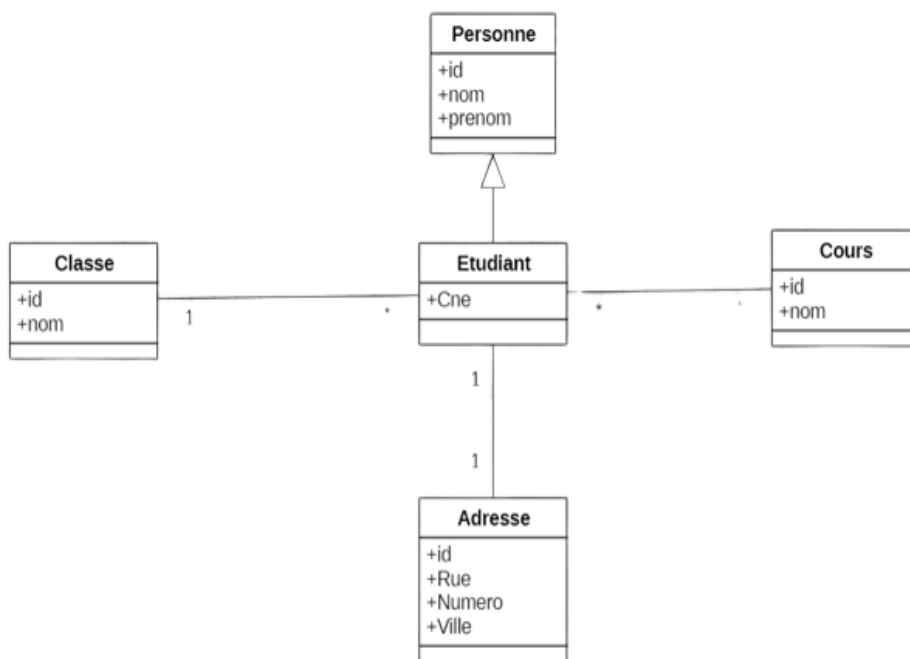 Personne
+id
+nom
+prenom
Classe
+id
+nom
Etudiant
+Cne
Cours
+id
+nom
1
*
*
1
1
Adresse
+id
+Rue
+Numero
+Ville